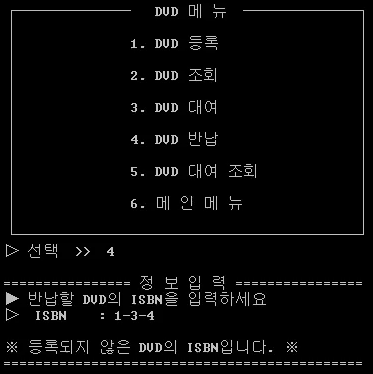 DVD 메 뉴
1. DVD 등록
2. DVD 조회
3. DVD 대여
4. DVD 반납
5. DVD 대여 조회
6. 메 인 메 뉴
▷ 선택 >> 4
================ 정 보 입 력 ================
▶ 반납할 DVD의 ISBN을 입력하세요
▷ ISBN : 1-3-4
※ 등록되지 않은 DVD의 ISBN입니다. ※
=============================================